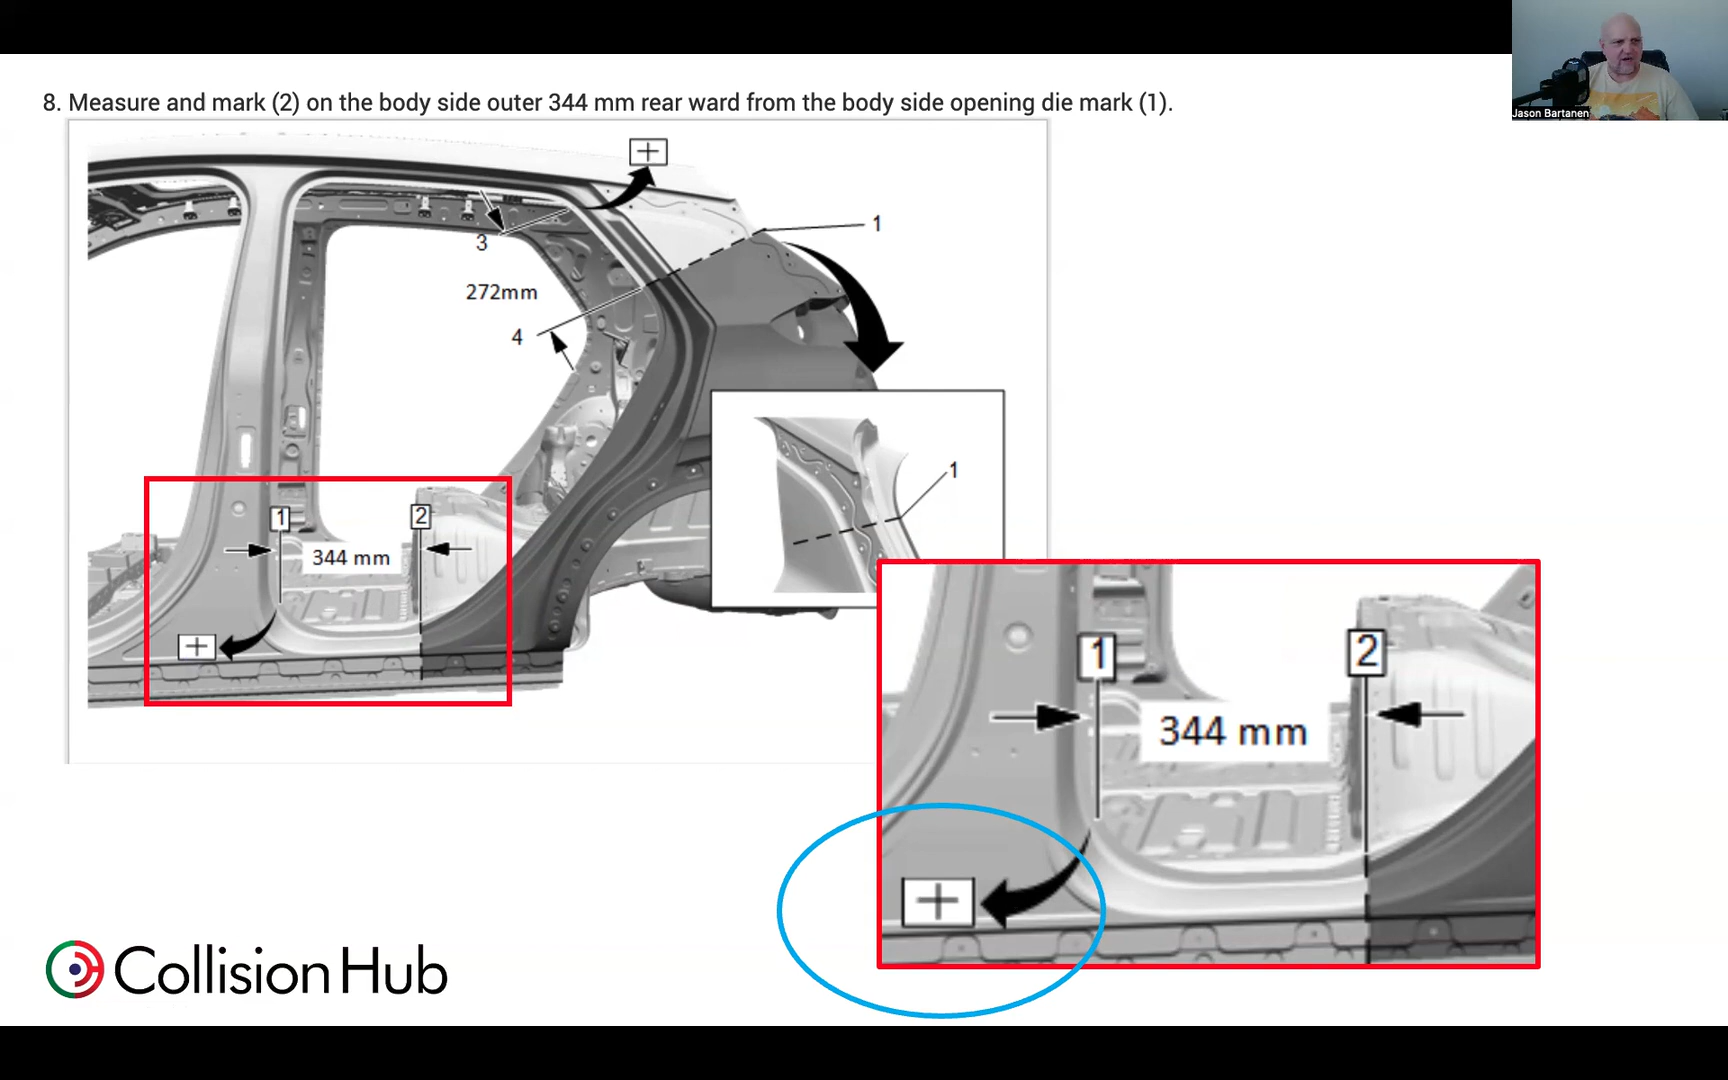 Jason Bartanen
8. Measure and mark (2) on the body side outer 344 mm rear ward from the body side opening die mark (1).
+
1
3
272mm
4
1
1
2
344 mm
+
1
2
344 mm
+
Collision Hub